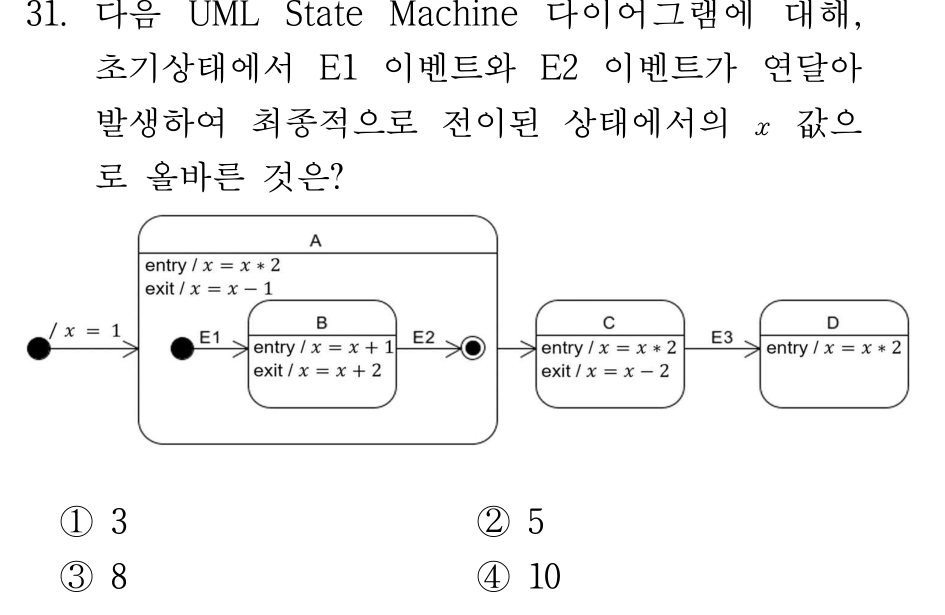 31. 다음 UML State Machine 다이어그램에 대해,
초기상태에서 E1 이벤트와 E2 이벤트가 연달아
발생하여 최종적으로 전이된 상태에서의 x 값으
로 올바른 것은?
A
entry / x = x * 2
exit / x = x − 1
/ x = 1
E1
B
entry / x = x + 1
exit / x = x + 2
E2
C
entry / x = x * 2
exit / x = x − 2
E3
D
entry / x = x * 2
① 3
② 5
③ 8
④ 10